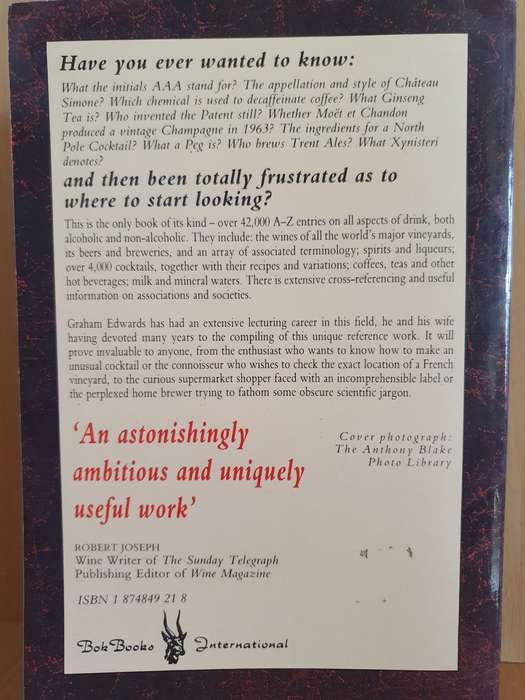 Have you ever wanted to know:
What the initials AAA stand for? The appellation and style of Château
Simone? Which chemical is used to decaffeinate coffee? What Ginseng
Tea is? Who invented the Patent still? Whether Moët et Chandon
produced a vintage Champagne in 1963? The ingredients for a North
Pole Cocktail? What a Peg is? Who brews Trent Ales? What Xynisteri
denotes?
and then been totally frustrated as to
where to start looking?
This is the only book of its kind – over 42,000 A–Z entries on all aspects of drink, both
alcoholic and non-alcoholic. They include: the wines of all the world's major vineyards,
its beers and breweries, and an array of associated terminology; spirits and liqueurs;
over 4,000 cocktails, together with their recipes and variations; coffees, teas and other
hot beverages; milk and mineral waters. There is extensive cross-referencing and useful
information on associations and societies.
Graham Edwards has had an extensive lecturing career in this field, he and his wife
having devoted many years to the compiling of this unique reference work. It will
prove invaluable to anyone, from the enthusiast who wants to know how to make an
unusual cocktail or the connoisseur who wishes to check the exact location of a French
vineyard, to the curious supermarket shopper faced with an incomprehensible label or
the perplexed home brewer trying to fathom some obscure scientific jargon.
'An astonishingly
ambitious and uniquely
useful work'
Cover photograph:
The Anthony Blake
Photo Library
ROBERT JOSEPH
Wine Writer of The Sunday Telegraph
Publishing Editor of Wine Magazine
ISBN 1 874849 21 8
BokBooks International